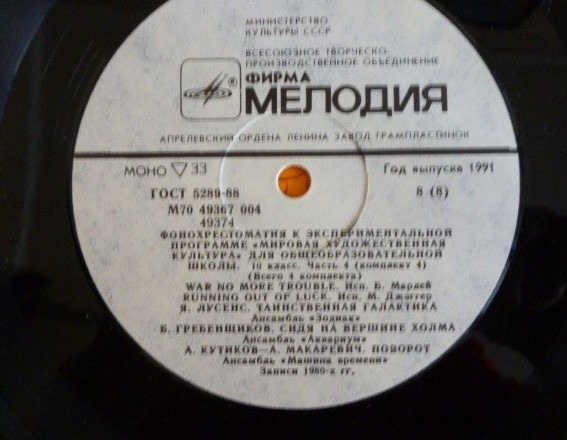 МИНИСТЕРСТВО
КУЛЬТУРЫ СССР
ВСЕСОЮЗНОЕ ТВОРЧЕСКО-
ПРОИЗВОДСТВЕННОЕ ОБЪЕДИНЕНИЕ
ФИРМА
МЕЛОДИЯ
АПРЕЛЕВСКИЙ ОРДЕНА ЛЕНИНА ЗАВОД ГРАМПЛАСТИНОК
МОНО ▽ 33
Год выпуска 1991
ГОСТ 5289-88
8 (8)
М70 49367 004
49374
ФОНОХРЕСТОМАТИЯ К ЭКСПЕРИМЕНТАЛЬНОЙ
ПРОГРАММЕ «МИРОВАЯ ХУДОЖЕСТВЕННАЯ
КУЛЬТУРА» ДЛЯ ОБЩЕОБРАЗОВАТЕЛЬНОЙ
ШКОЛЫ. 10 класс. Часть 4 (комплект 4)
(Всего 4 комплекта)
WAR NO MORE TROUBLE. Исп. Б. Марлей
RUNNING OUT OF LUCK. Исп. М. Джаггер
Я. ЛУСЕНС. ТАИНСТВЕННАЯ ГАЛАКТИКА
Ансамбль «Зодиак»
Б. ГРЕБЕНЩИКОВ. СИДЯ НА ВЕРШИНЕ ХОЛМА
Ансамбль «Аквариум»
А. КУТИКОВ—А. МАКАРЕВИЧ. ПОВОРОТ
Ансамбль «Машина времени»
Записи 1980-х гг.